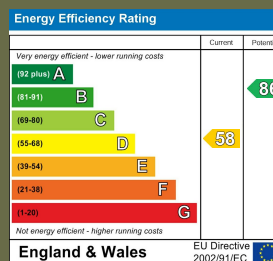 Energy Efficiency Rating
Current
Very energy efficient - lower running costs
(92 plus) A
(81-91) B
86
(69-80) C
(55-68) D
58
(39-54) E
(21-38) F
(1-20) G
Not energy efficient - higher running costs
England & Wales
EU Directive
2002/91/EC